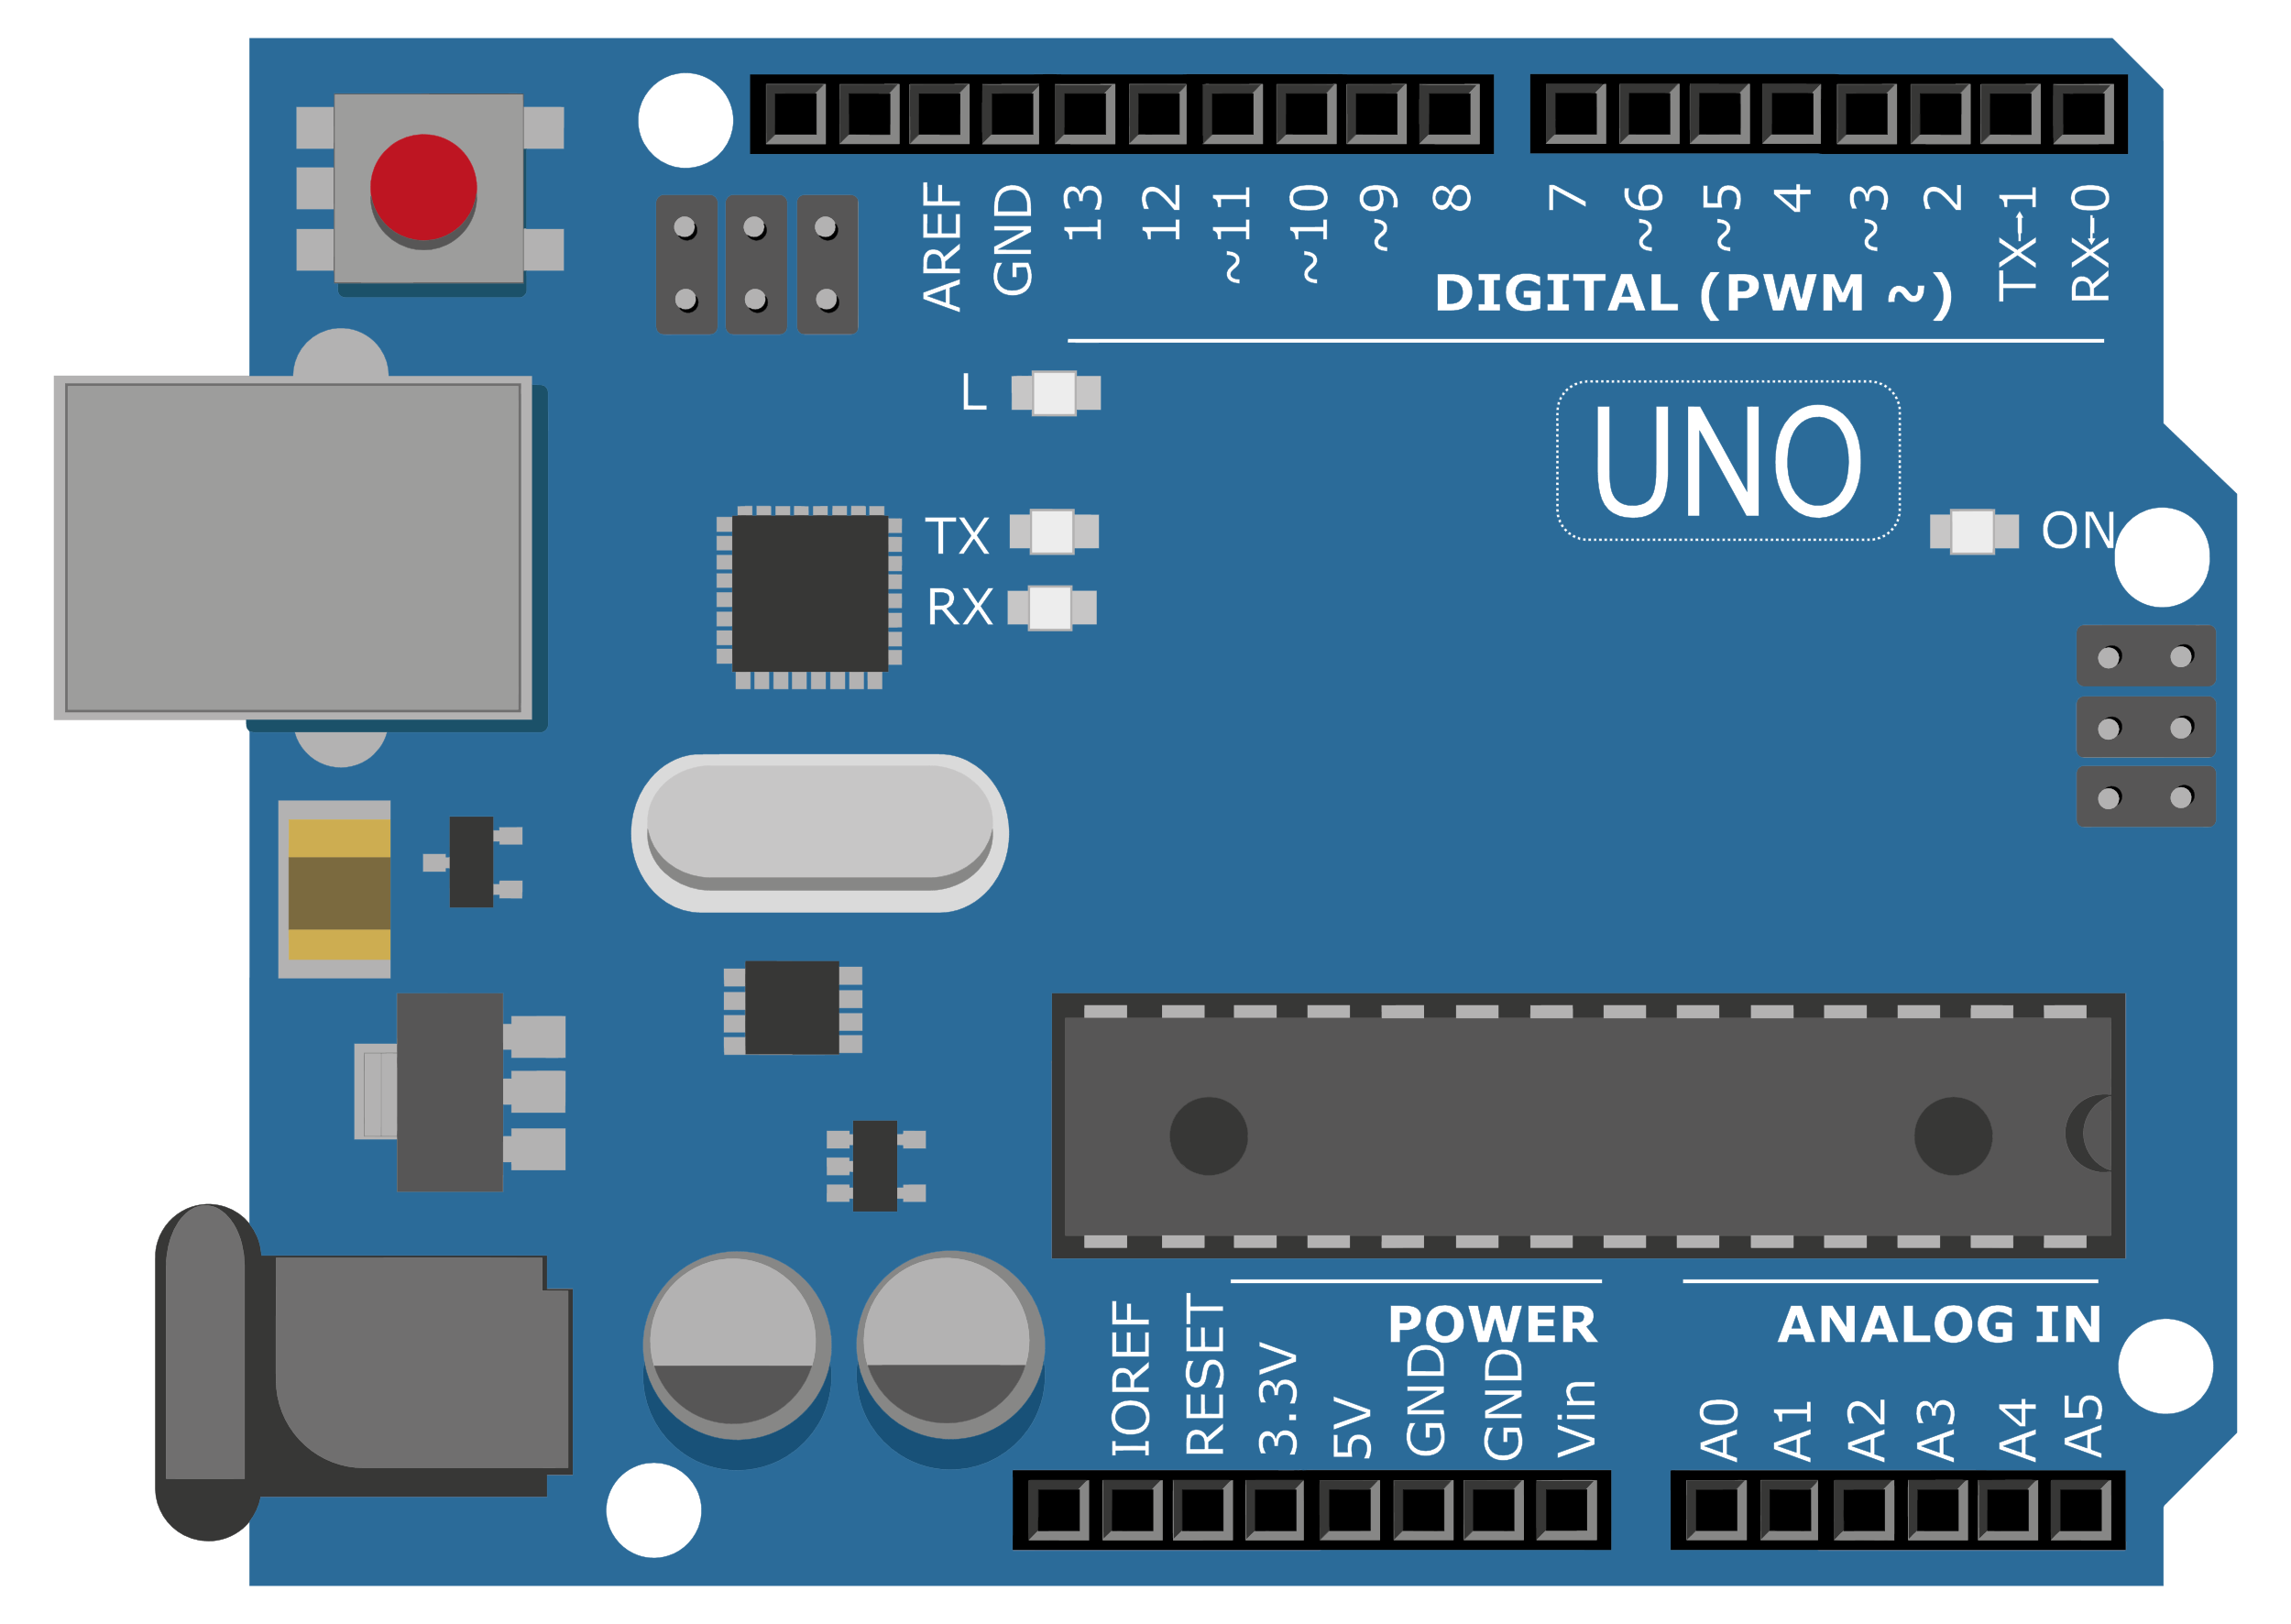 AREF
GND
13
12
~11
~10
~9
8
7
~6
~5
4
~3
2
TX→1
RX←0
DIGITAL (PWM ~)
L
UNO
TX
ON
RX
POWER
ANALOG IN
IOREF
RESET
3.3V
5V
GND
GND
Vin
A0
A1
A2
A3
A4
A5